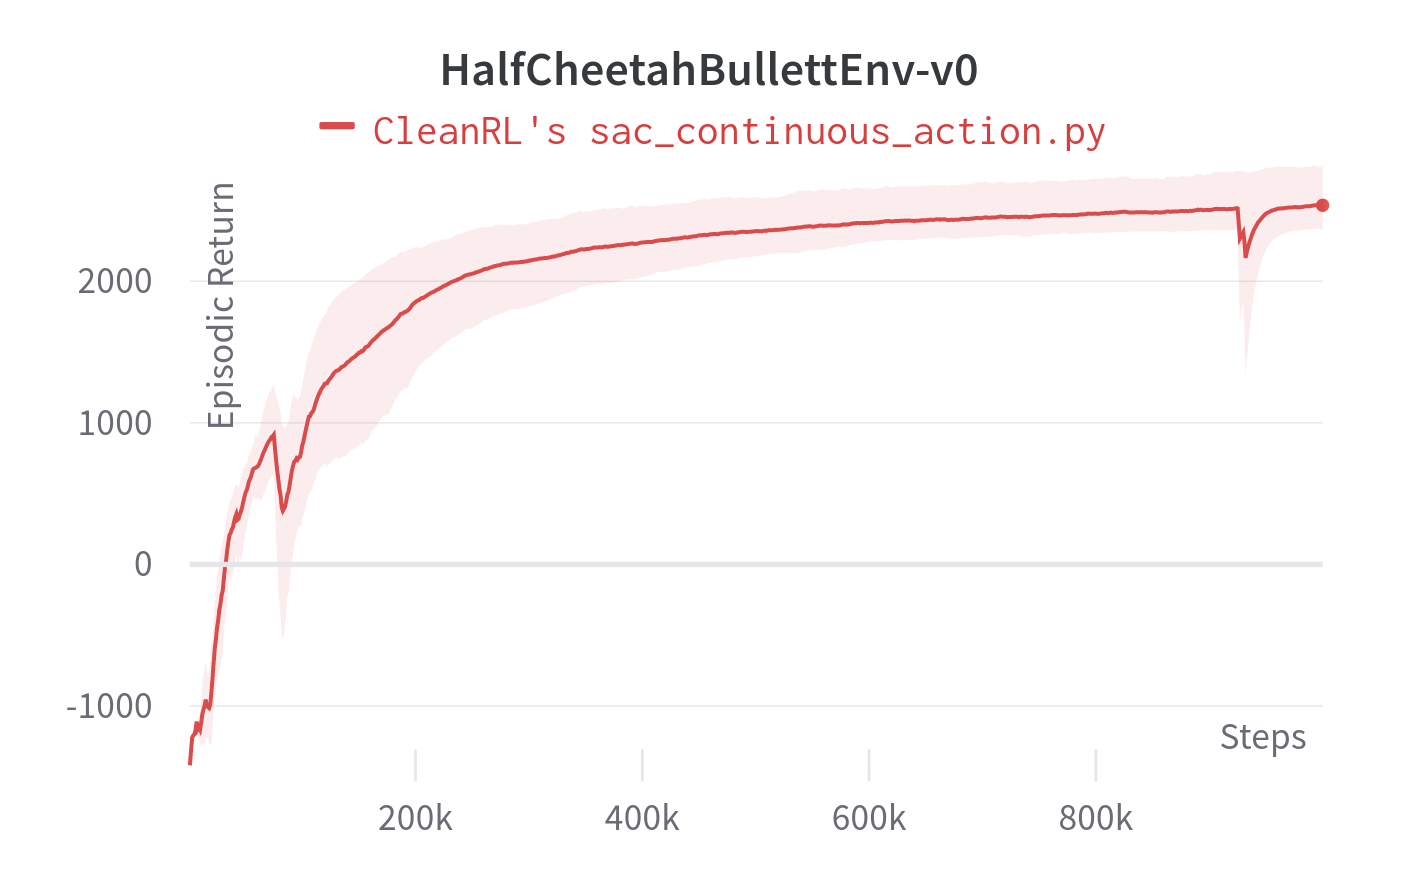 HalfCheetahBullettEnv-v0
CleanRL's sac_continuous_action.py
Episodic Return
2000
1000
0
-1000
Steps
200k
400k
600k
800k